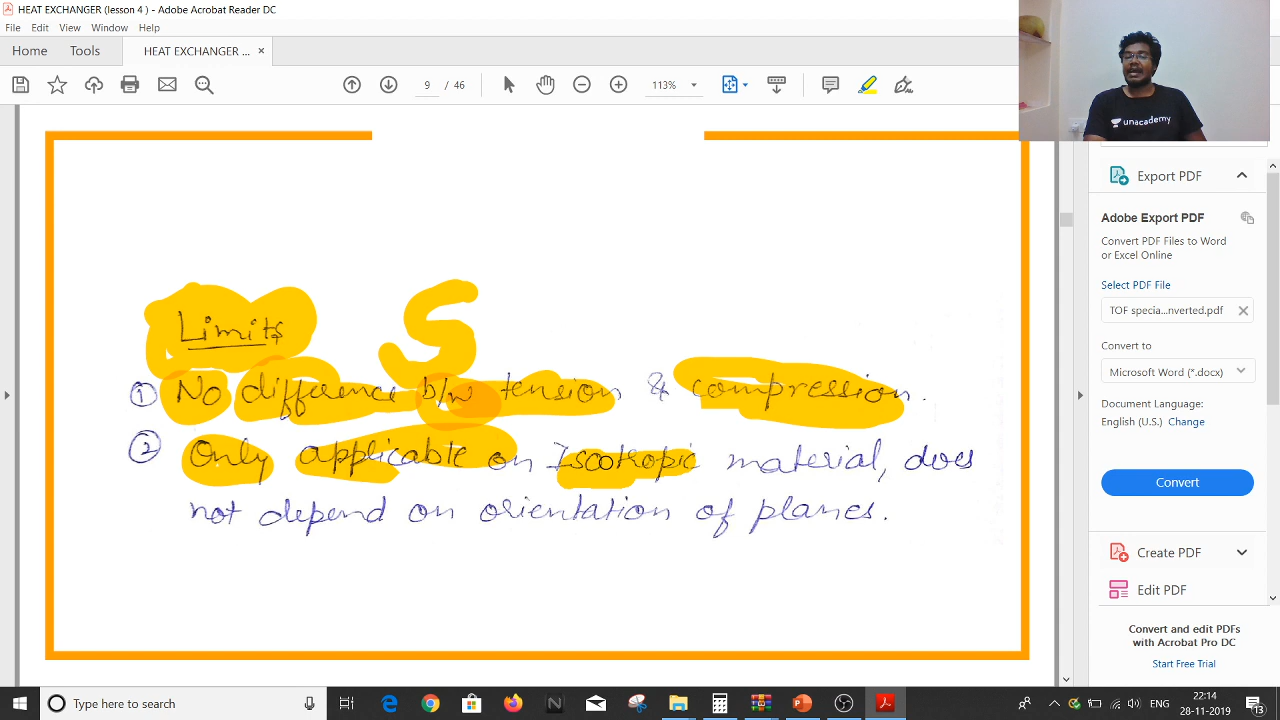 HEAT EXCHANGER (lesson 4 ) - Adobe Acrobat Reader DC
File Edit View Window Help
Home Tools HEAT EXCHANGER ... ×
9 / 46 113%
unacademy
Export PDF
Adobe Export PDF
Convert PDF Files to Word
or Excel Online
Select PDF File
TOF specia...nverted.pdf
Convert to
Microsoft Word (*.docx)
Document Language:
English (U.S.) Change
Convert
Create PDF
Edit PDF
Convert and edit PDFs
with Acrobat Pro DC
Start Free Trial
Limits S
① No difference b/w tension & compression.
② Only applicable on Isootropic material, does
not depend on orientation of planes.
Type here to search
ENG 22:14
28-11-2019 13